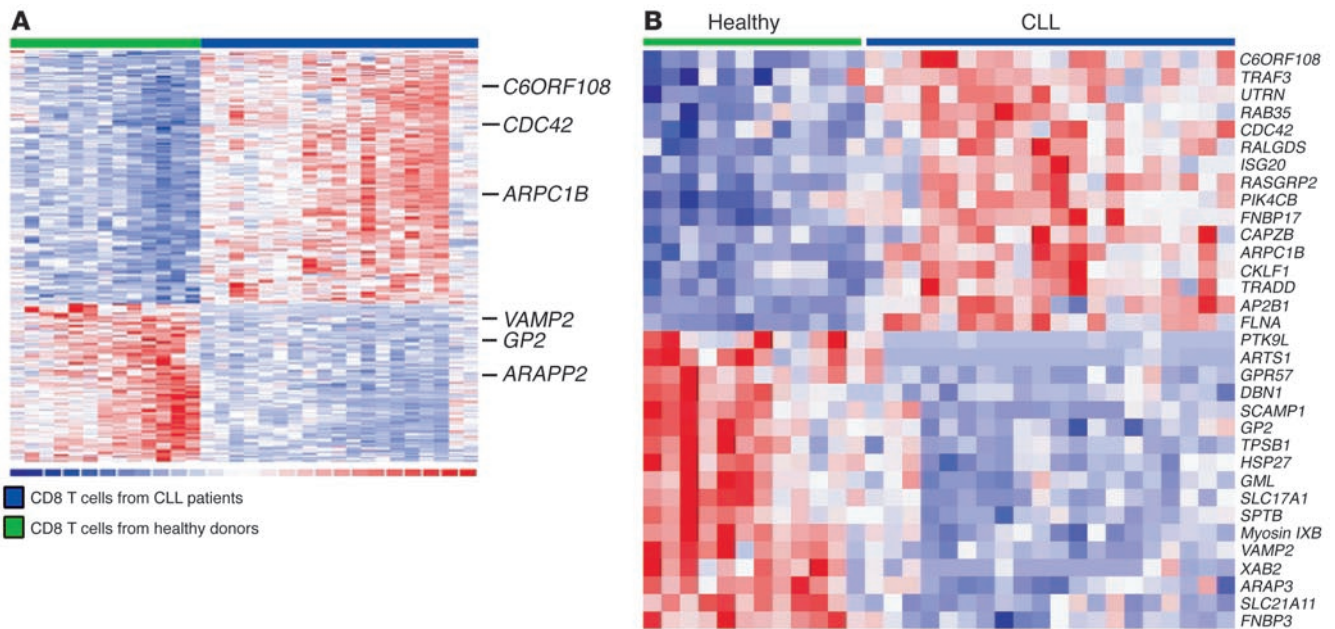 A
C6ORF108
CDC42
ARPC1B
VAMP2
GP2
ARAPP2
CD8 T cells from CLL patients
CD8 T cells from healthy donors
B
Healthy
CLL
C6ORF108
TRAF3
UTRN
RAB35
CDC42
RALGDS
ISG20
RASGRP2
PIK4CB
FNBP17
CAPZB
ARPC1B
CKLF1
TRADD
AP2B1
FLNA
PTK9L
ARTS1
GPR57
DBN1
SCAMP1
GP2
TPSB1
HSP27
GML
SLC17A1
SPTB
Myosin IXB
VAMP2
XAB2
ARAP3
SLC21A11
FNBP3